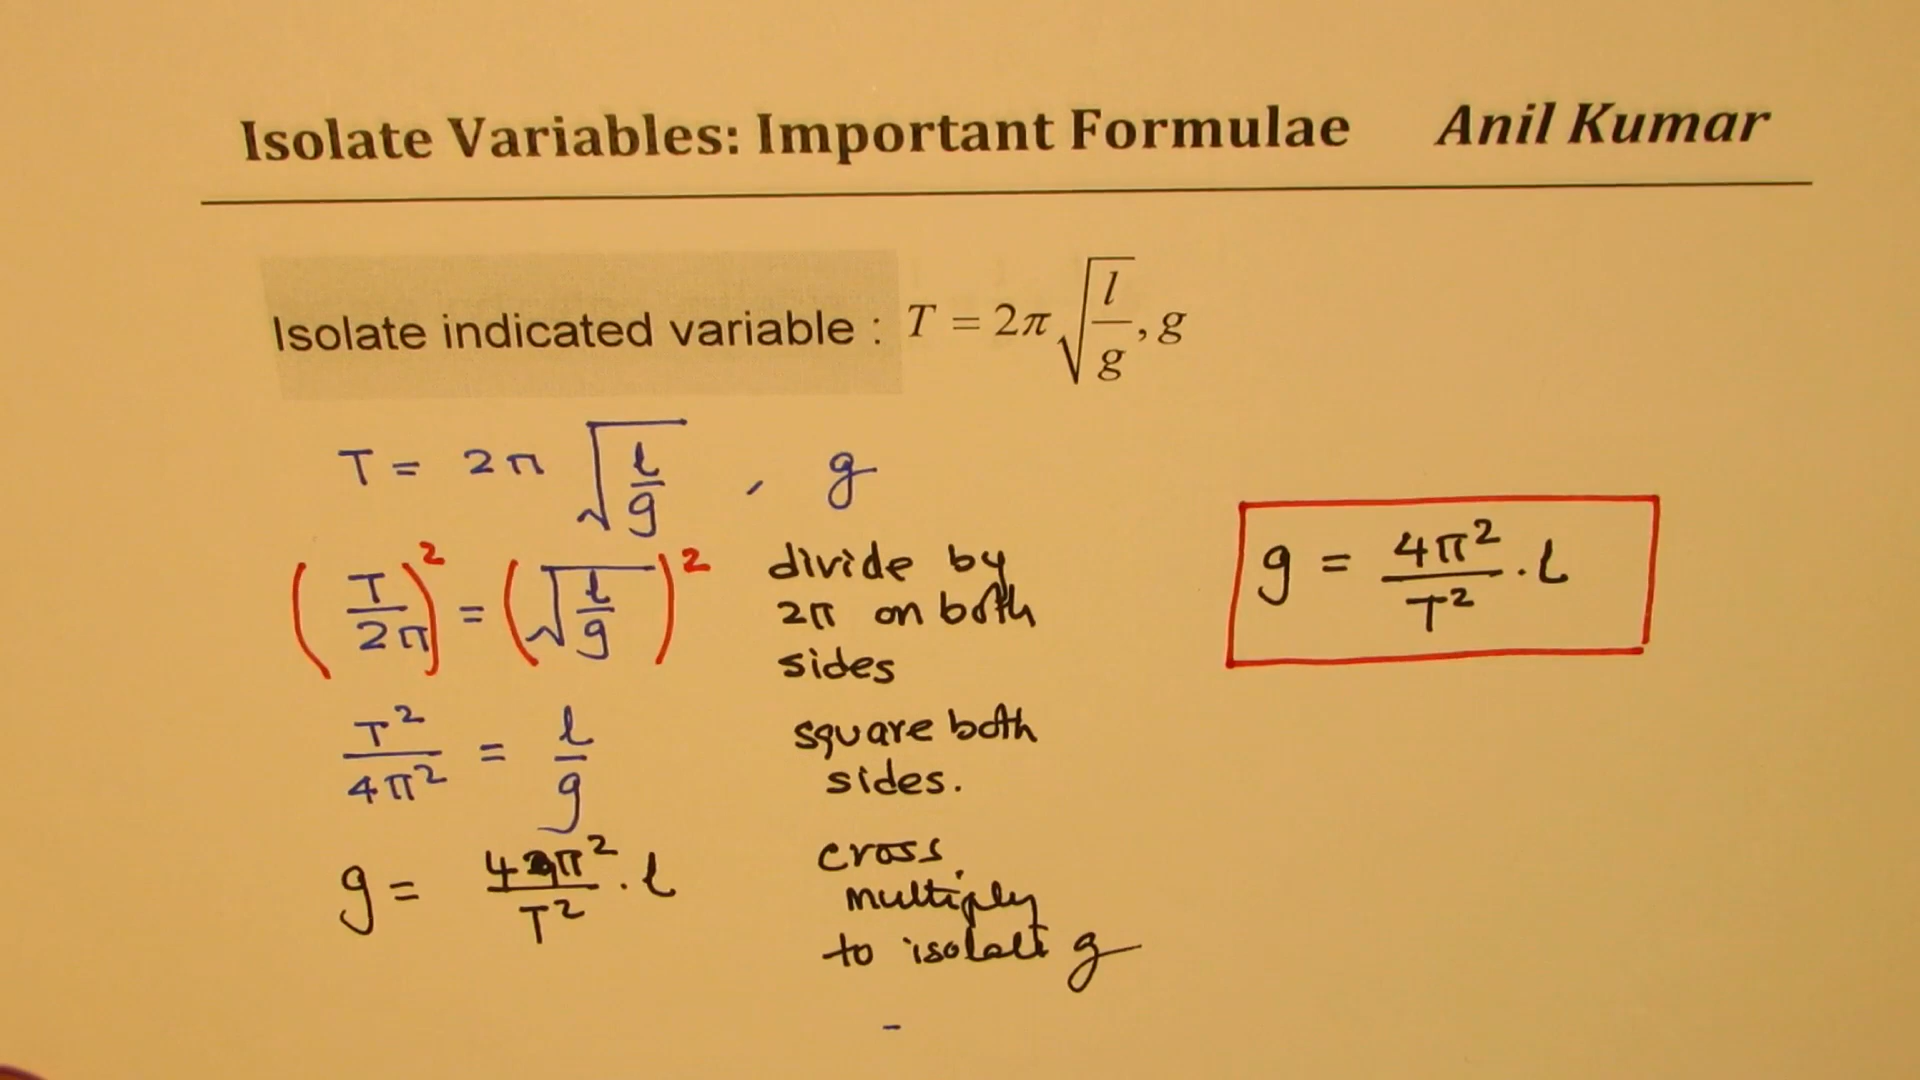 Isolate Variables: Important Formulae Anil Kumar
Isolate indicated variable : T = 2π√(l/g), g
T = 2π √(l/g) , g
(T/2π)² = (√(l/g))² divide by
2π on both
sides
T²/4π² = l/g square both
sides.
g = 4π²/T² . l cross
multiply
to isolate g
g = 4π²/T² . l